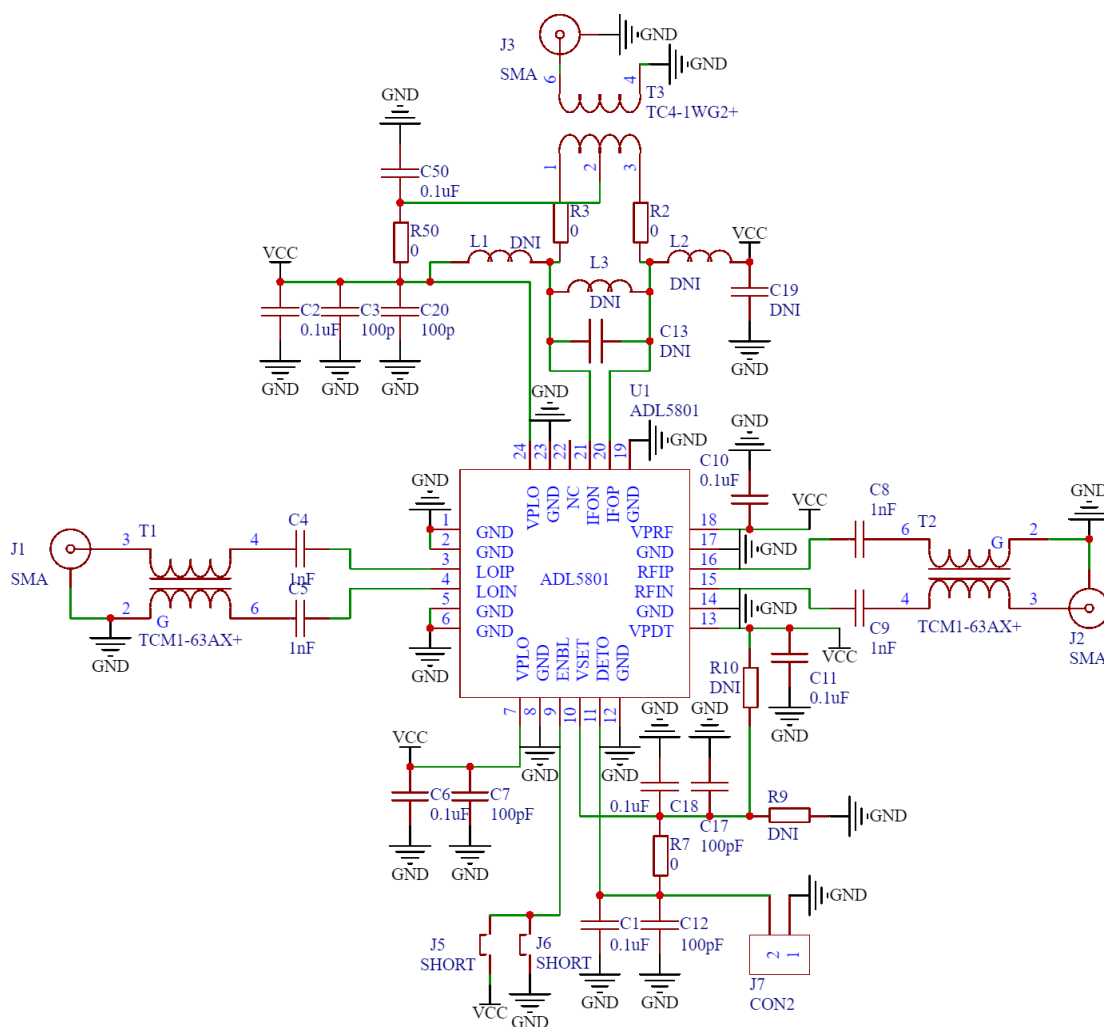 J3
SMA
GND
GND
6
4
T3
TC4-1WG2+
GND
C50
0.1uF
1
2
3
R50
0
R3
0
R2
0
L1
DNI
L2
DNI
VCC
VCC
L3
DNI
C19
DNI
C2
0.1uF
C3
100p
C20
100p
C13
DNI
GND
GND
GND
GND
GND
U1
ADL5801
GND
GND
24
23
22
21
20
19
VPLO
GND
NC
IFON
IFOP
GND
C10
0.1uF
VCC
GND
J1
SMA
3
T1
4
C4
1nF
C5
1nF
2
G
6
TCM1-63AX+
GND
GND
1
2
3
4
5
6
GND
GND
LOIP
LOIN
GND
GND
GND
ADL5801
VPRF
GND
RFIP
RFIN
GND
VPDT
18
17
16
15
14
13
GND
GND
C8
1nF
6
T2
G
2
GND
C9
1nF
4
3
TCM1-63AX+
J2
SMA
VCC
R10
DNI
C11
0.1uF
GND
VPLO
GND
ENBL
VSET
DETO
GND
7
8
9
10
11
12
GND
GND
GND
GND
VCC
C6
0.1uF
C7
100pF
GND
GND
0.1uF
C18
C17
100pF
R9
DNI
GND
R7
0
C1
0.1uF
C12
100pF
GND
GND
GND
2
1
J7
CON2
J5
SHORT
J6
SHORT
VCC
GND